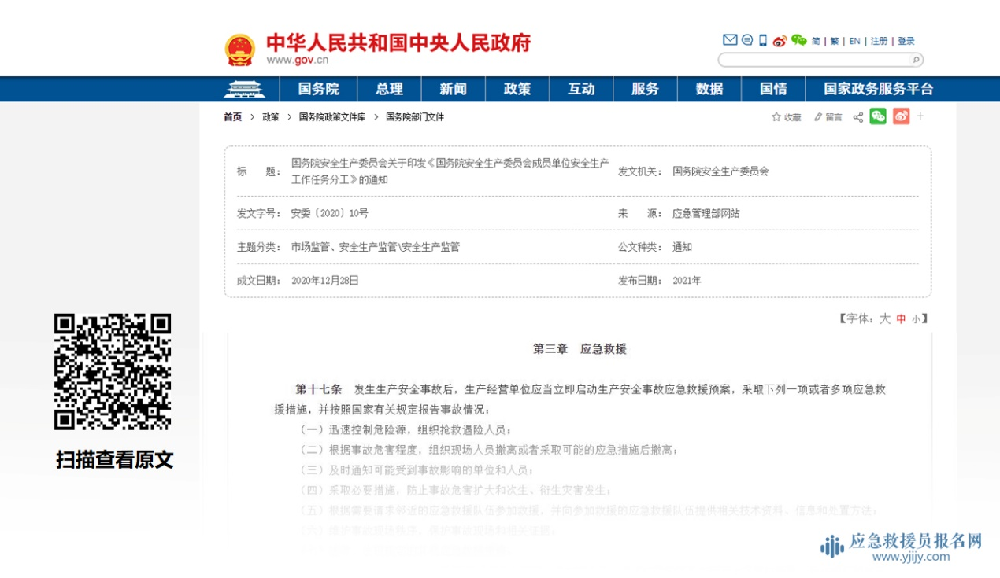 中华人民共和国中央人民政府
www.gov.cn
简 | 繁 | EN | 注册 | 登录
国务院 总理 新闻 政策 互动 服务 数据 国情 国家政务服务平台
首页 > 政策 > 国务院政策文件库 > 国务院部门文件
收藏 留言
标 题： 国务院安全生产委员会关于印发《国务院安全生产委员会成员单位安全生产
工作任务分工》的通知
发文机关： 国务院安全生产委员会
发文字号： 安委〔2020〕10号 来 源： 应急管理部网站
主题分类： 市场监管、安全生产监管\安全生产监管 公文种类： 通知
成文日期： 2020年12月28日 发布日期： 2021年
【字体：大 中 小】
第三章 应急救援
第十七条 发生生产安全事故后，生产经营单位应当立即启动生产安全事故应急救援预案，采取下列一项或者多项应急救
援措施，并按照国家有关规定报告事故情况：
（一）迅速控制危险源，组织抢救遇险人员；
（二）根据事故危害程度，组织现场人员撤离或者采取可能的应急措施后撤离；
（三）及时通知可能受到事故影响的单位和人员；
（四）采取必要措施，防止事故危害扩大和次生、衍生灾害发生；
（五）根据需要请求邻近的应急救援队伍参加救援，并向参加救援的应急救援队伍提供相关技术资料、信息和处置方法；
（六）维护事故现场秩序，保护事故现场和相关证据；
扫描查看原文
应急救援员报名网
www.yjijy.com